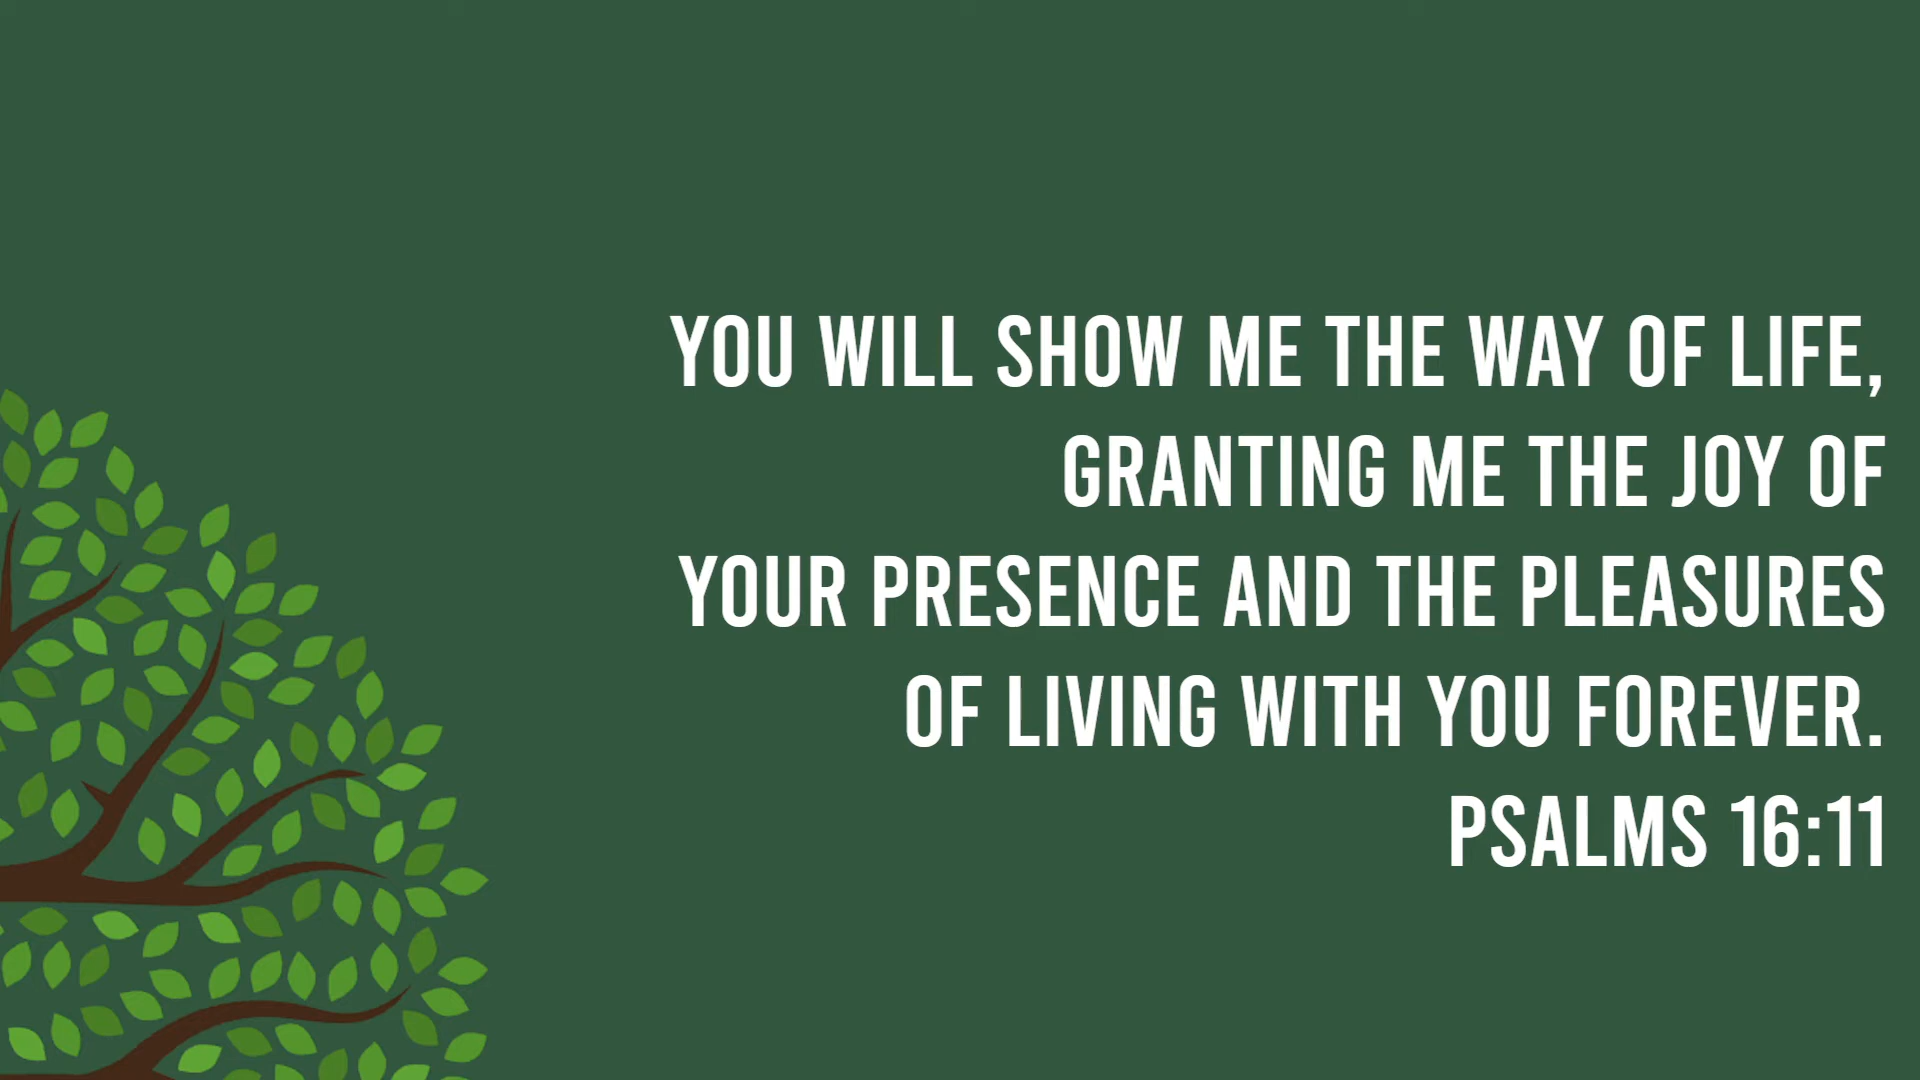 YOU WILL SHOW ME THE WAY OF LIFE,
GRANTING ME THE JOY OF
YOUR PRESENCE AND THE PLEASURES
OF LIVING WITH YOU FOREVER.
PSALMS 16:11